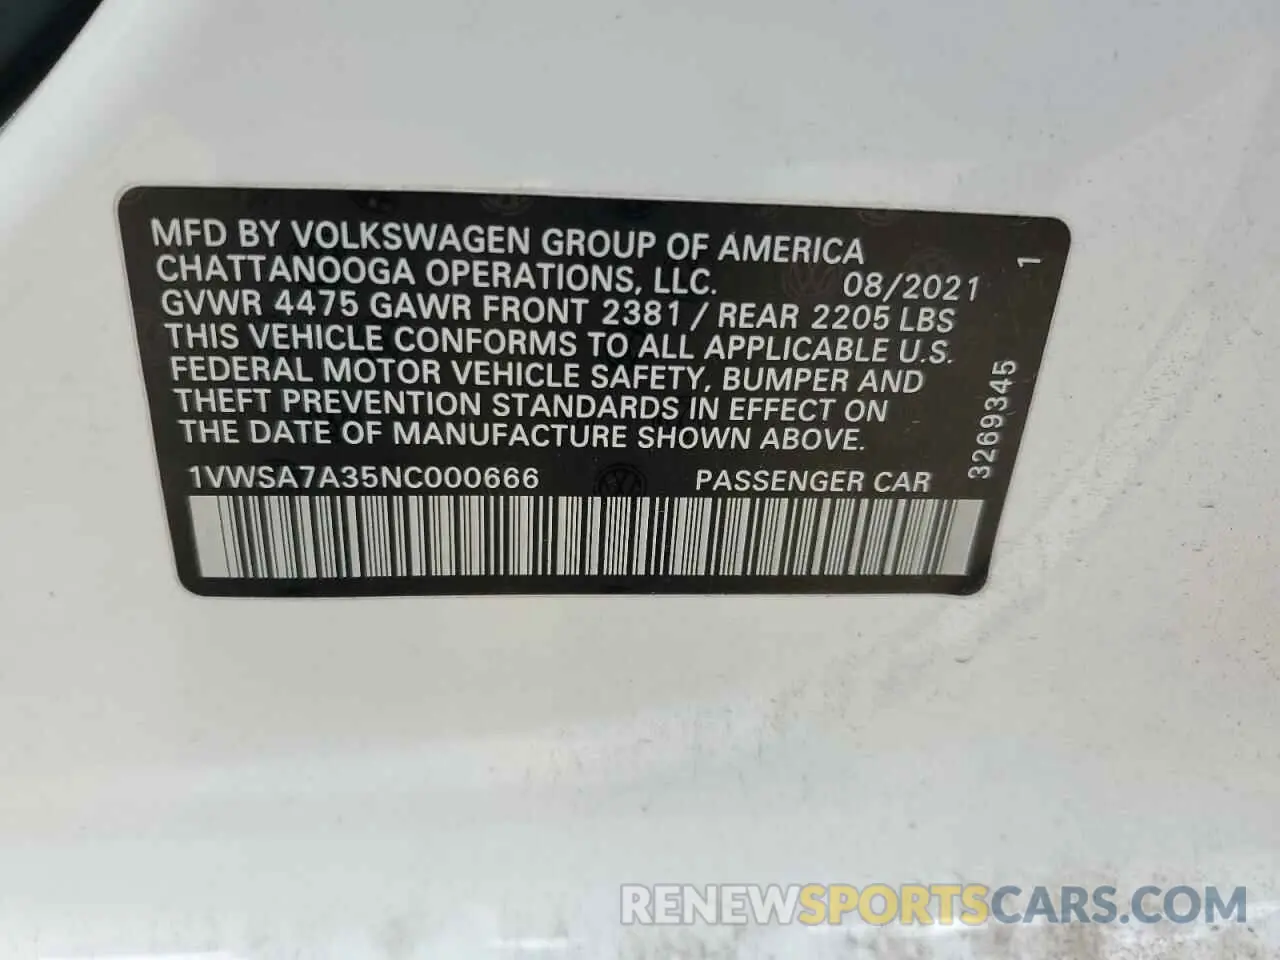 MFD BY VOLKSWAGEN GROUP OF AMERICA
CHATTANOOGA OPERATIONS, LLC. 08/2021
GVWR 4475 GAWR FRONT 2381 / REAR 2205 LBS
THIS VEHICLE CONFORMS TO ALL APPLICABLE U.S.
FEDERAL MOTOR VEHICLE SAFETY, BUMPER AND
THEFT PREVENTION STANDARDS IN EFFECT ON
THE DATE OF MANUFACTURE SHOWN ABOVE.
1VWSA7A35NC000666 PASSENGER CAR
3269345 1
RENEWSPORTSCARS.COM